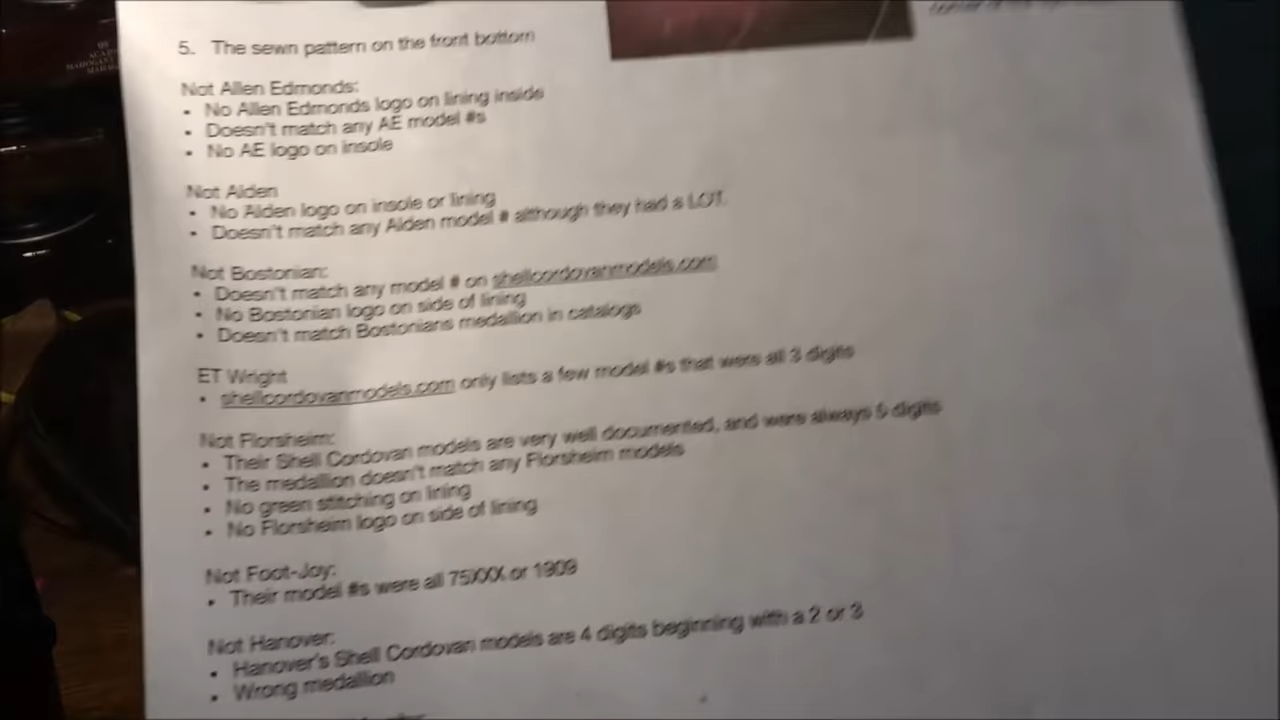 5. The sewn pattern on the front bottom
Not Allen Edmonds:
• No Allen Edmonds logo on lining inside
• Doesn't match any AE model #s
• No AE logo on insole
Not Alden
• No Alden logo on insole or lining
• Doesn't match any Alden model # although they had a LOT.
Not Bostonian:
• Doesn't match any model # on shellcordovanmodels.com
• No Bostonian logo on side of lining
• Doesn't match Bostonians medallion in catalogs
ET Wright
• shellcordovanmodels.com only lists a few model #s that were all 3 digits
Not Florsheim:
• Their Shell Cordovan models are very well documented, and were always 5 digits
• The medallion doesn't match any Florsheim models
• No green stitching on lining
• No Florsheim logo on side of lining
Not Foot-Joy:
• Their model #s were all 75XXX or 1909
Not Hanover:
• Hanover's Shell Cordovan models are 4 digits beginning with a 2 or 3
• Wrong medallion